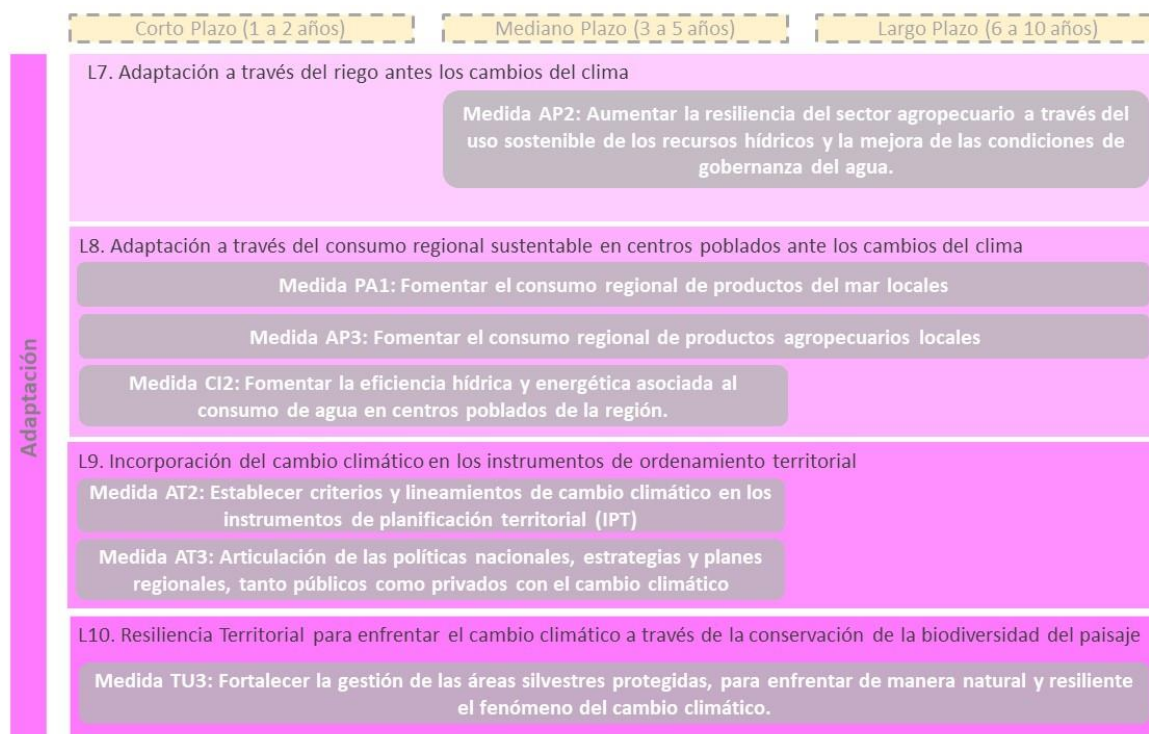 Corto Plazo (1 a 2 años)
Mediano Plazo (3 a 5 años)
Largo Plazo (6 a 10 años)
Adaptación
L7. Adaptación a través del riego antes los cambios del clima
Medida AP2: Aumentar la resiliencia del sector agropecuario a través del
uso sostenible de los recursos hídricos y la mejora de las condiciones de
gobernanza del agua.
L8. Adaptación a través del consumo regional sustentable en centros poblados ante los cambios del clima
Medida PA1: Fomentar el consumo regional de productos del mar locales
Medida AP3: Fomentar el consumo regional de productos agropecuarios locales
Medida CI2: Fomentar la eficiencia hídrica y energética asociada al
consumo de agua en centros poblados de la región.
L9. Incorporación del cambio climático en los instrumentos de ordenamiento territorial
Medida AT2: Establecer criterios y lineamientos de cambio climático en los
instrumentos de planificación territorial (IPT)
Medida AT3: Articulación de las políticas nacionales, estrategias y planes
regionales, tanto públicos como privados con el cambio climático
L10. Resiliencia Territorial para enfrentar el cambio climático a través de la conservación de la biodiversidad del paisaje
Medida TU3: Fortalecer la gestión de las áreas silvestres protegidas, para enfrentar de manera natural y resiliente
el fenómeno del cambio climático.